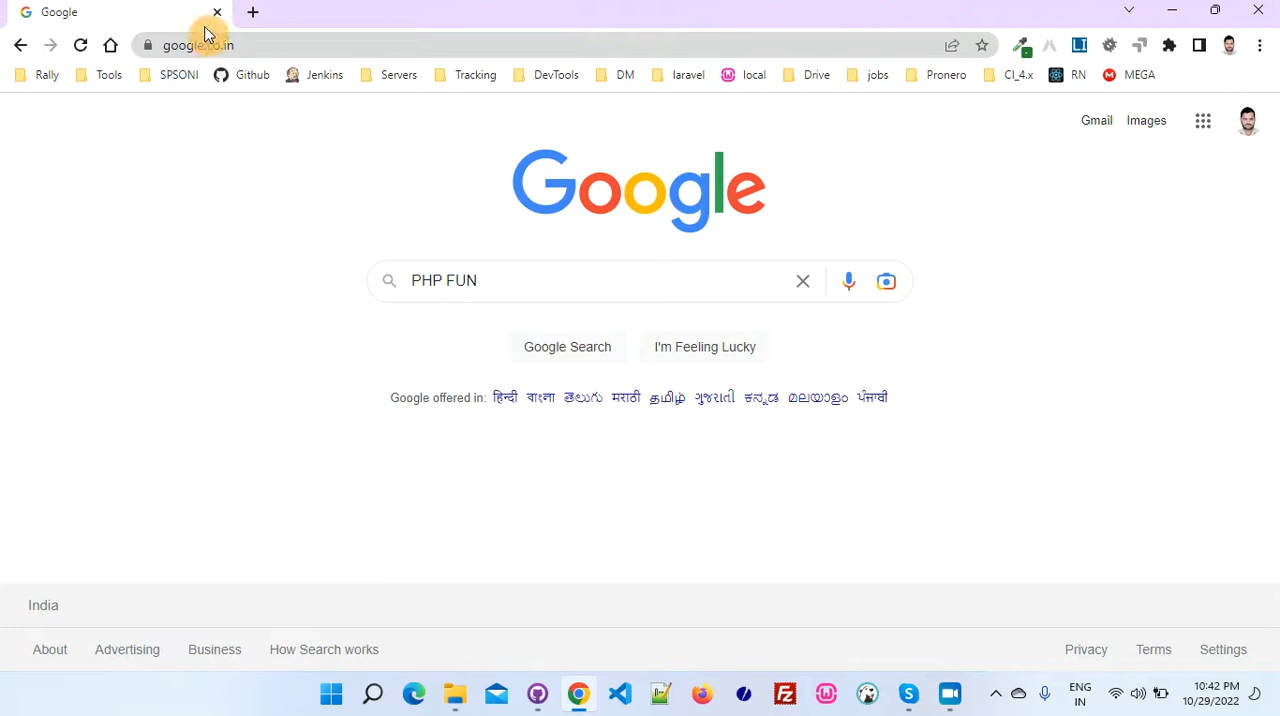 Google
google.co.in
Rally Tools SPSONI Github Jenkins Servers Tracking DevTools DM laravel local Drive jobs Pronero CI_4.x RN MEGA
Gmail Images
Google
PHP FUN
Google Search I'm Feeling Lucky
Google offered in: हिन्दी বাংলা తెలుగు मराठी தமிழ் ગુજરાતી ಕನ್ನಡ മലയാളം ਪੰਜਾਬੀ
India
About Advertising Business How Search works Privacy Terms Settings
ENG 10:42 PM
IN 10/29/2022